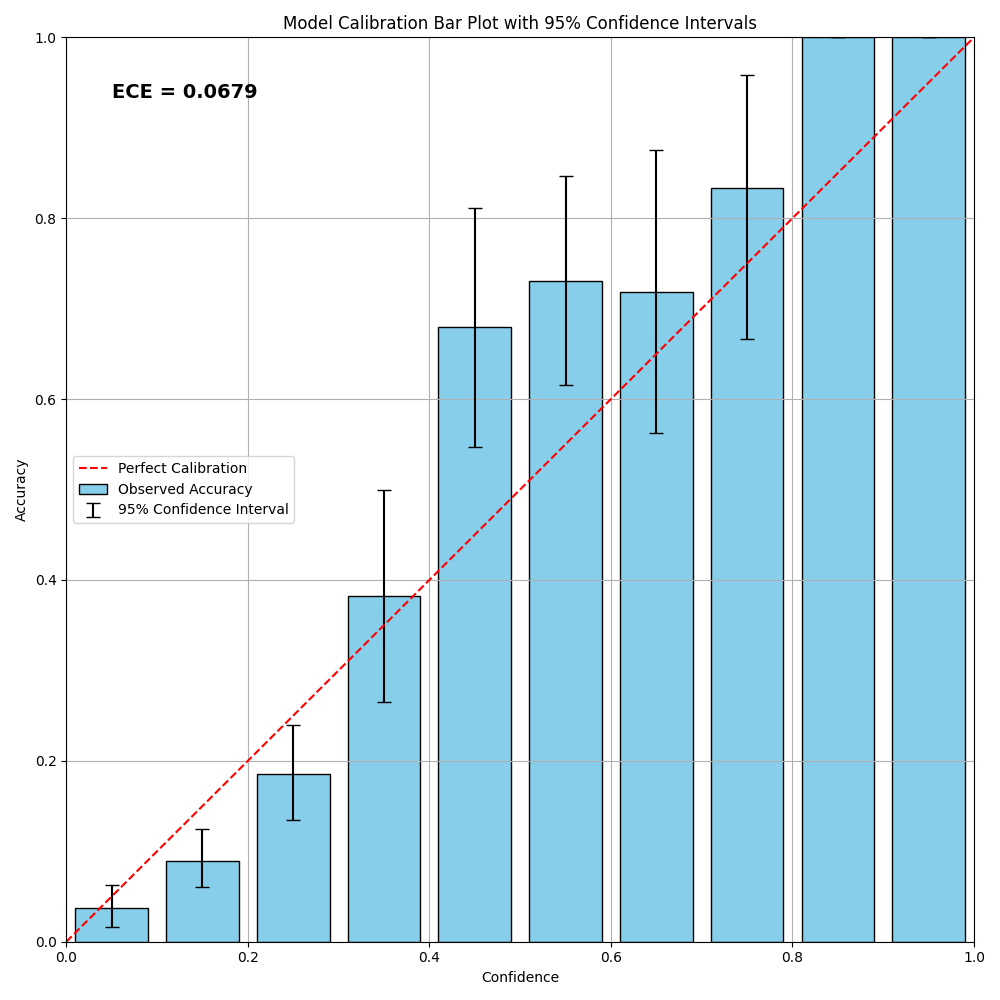 Model Calibration Bar Plot with 95% Confidence Intervals
1.0
ECE = 0.0679
0.8
0.6
Perfect Calibration
Observed Accuracy
95% Confidence Interval
Accuracy
0.4
0.2
0.0
0.0 0.2 0.4 0.6 0.8 1.0
Confidence